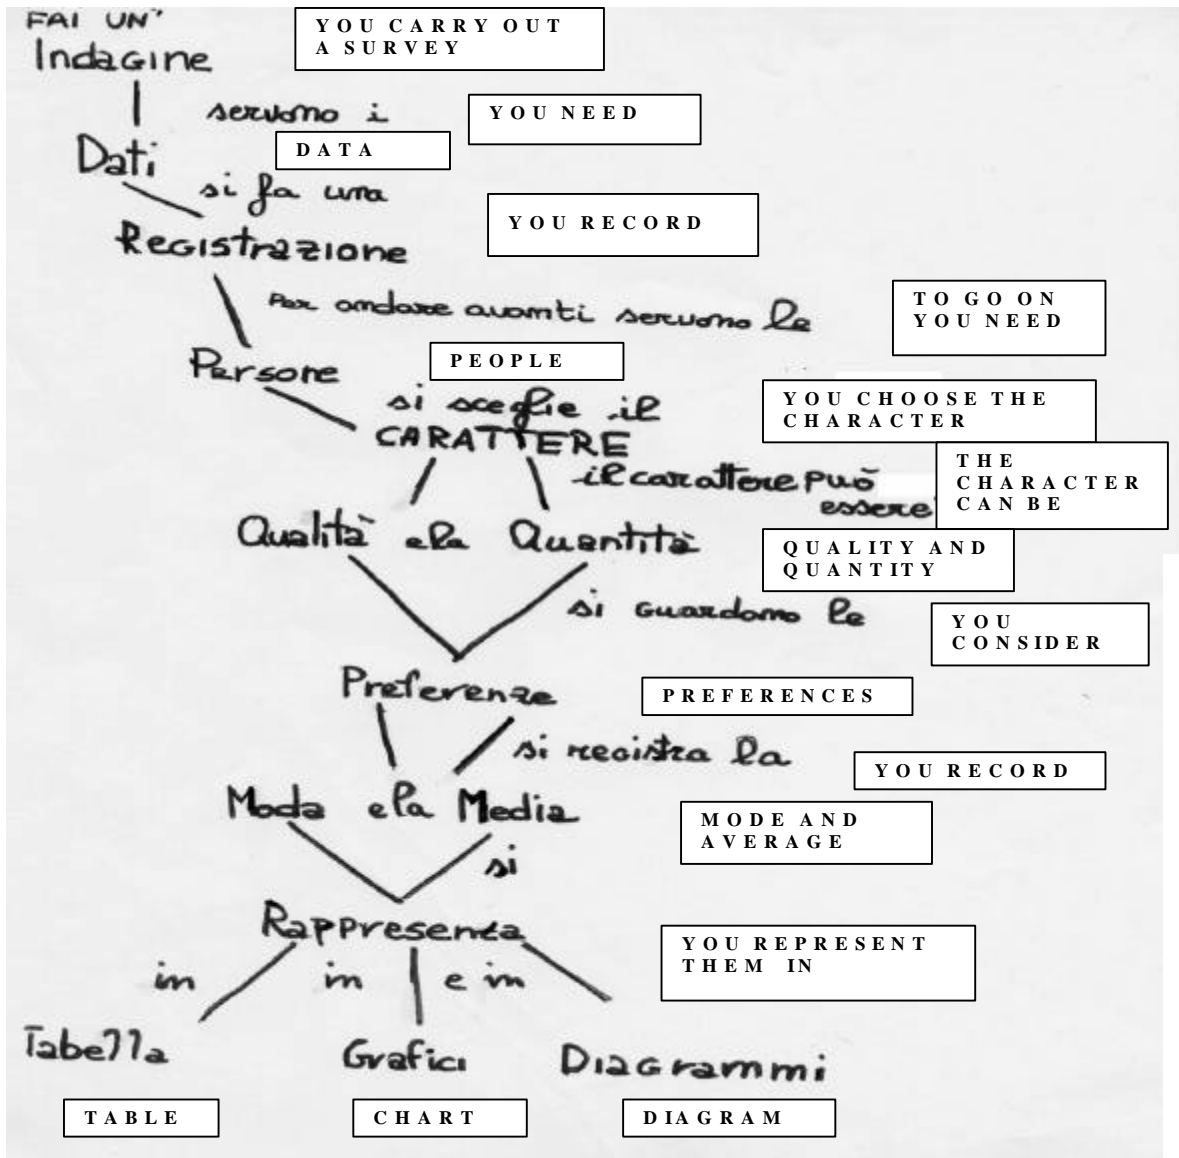 FAI UN'
Indagine
YOU CARRY OUT
A SURVEY
servono i
YOU NEED
Dati
DATA
si fa una
Registrazione
YOU RECORD
Per andare avanti servono le
TO GO ON
YOU NEED
Persone
PEOPLE
si sceglie il
CARATTERE
YOU CHOOSE THE
CHARACTER
il carattere può
essere
THE
CHARACTER
CAN BE
Qualità e la Quantità
QUALITY AND
QUANTITY
si guardano le
YOU
CONSIDER
Preferenze
PREFERENCES
si registra la
YOU RECORD
Moda e la Media
MODE AND
AVERAGE
si
Rappresenta
YOU REPRESENT
THEM IN
in in e in
Tabella Grafici Diagrammi
TABLE CHART DIAGRAM